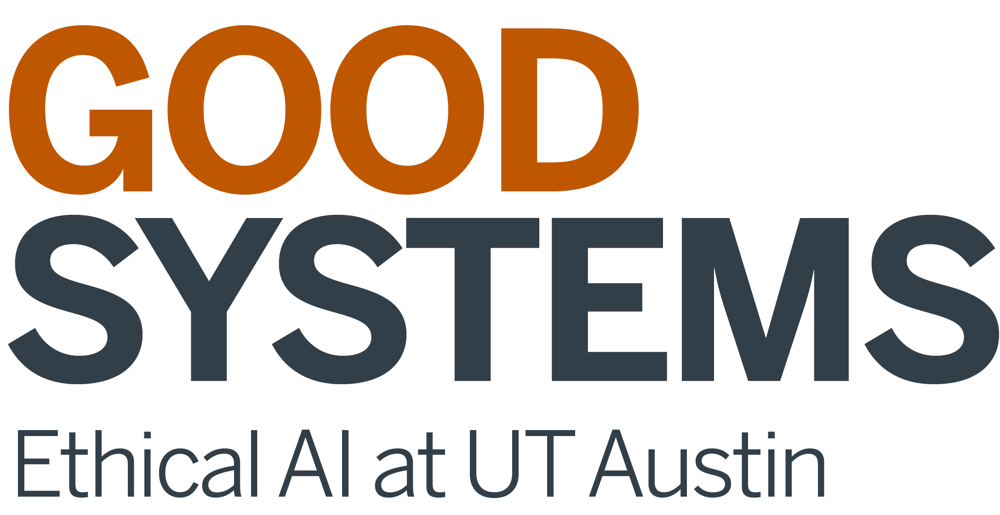 GOOD
SYSTEMS
Ethical AI at UT Austin